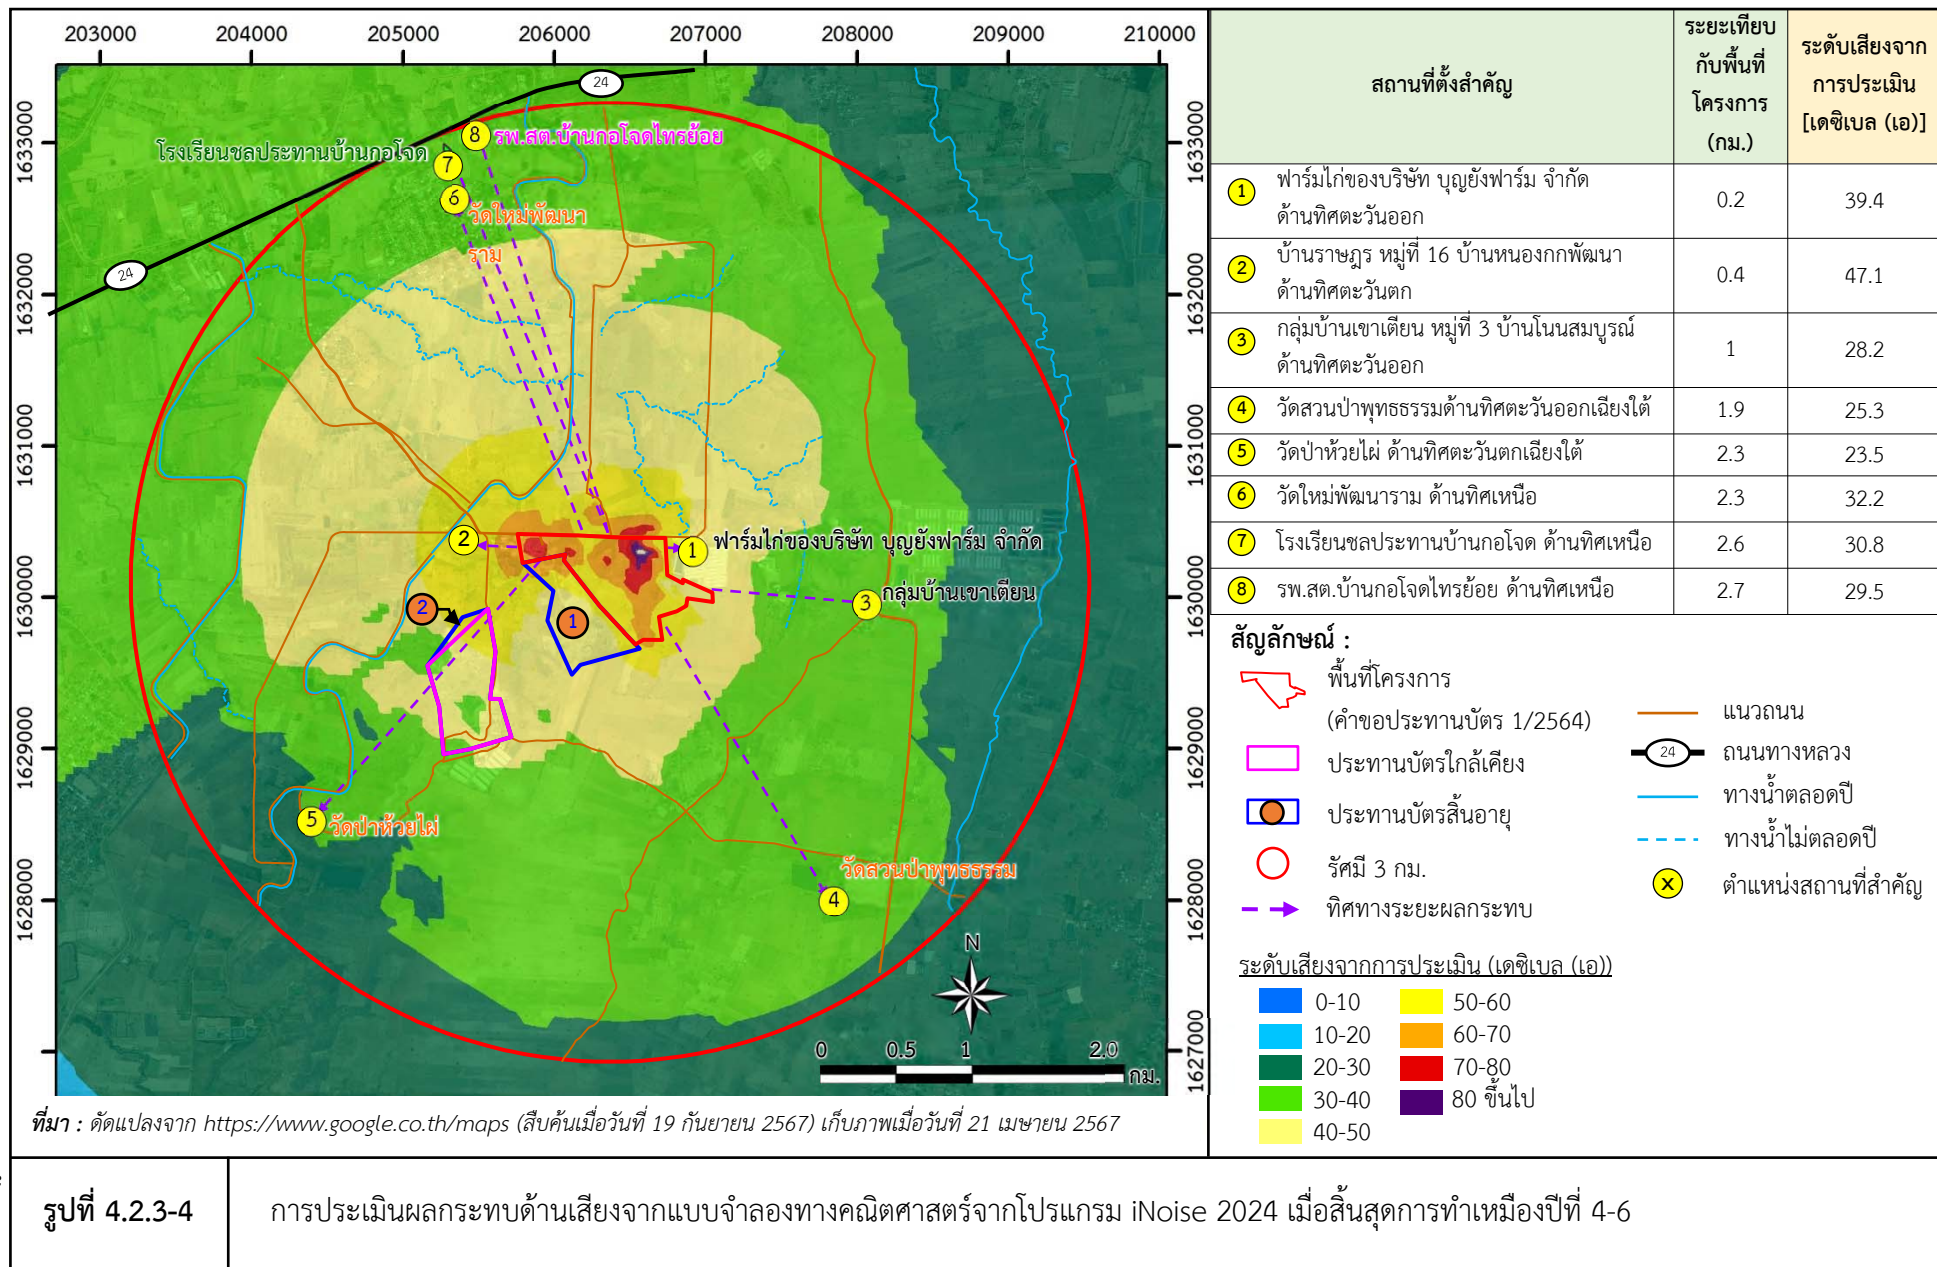 203000 204000 205000 206000 207000 208000 209000 210000
1633000
1632000
1631000
1630000
1629000
1628000
1633000
1632000
1631000
1630000
1629000
1628000
1627000
24
24
8 รพ.สต.บ้านกอโจดไทรย้อย
โรงเรียนชลประทานบ้านกอโจด 7
6 วัดใหม่พัฒนา
ราม
2
1 ฟาร์มไก่ของบริษัท บุญยังฟาร์ม จำกัด
3 กลุ่มบ้านเขาเตียน
2
1
5 วัดป่าห้วยไผ่
วัดสวนป่าพุทธธรรม
4
N
0 0.5 1 2.0
กม.
ที่มา : ดัดแปลงจาก https://www.google.co.th/maps (สืบค้นเมื่อวันที่ 19 กันยายน 2567) เก็บภาพเมื่อวันที่ 21 เมษายน 2567
สถานที่ตั้งสำคัญ
ระยะเทียบ
กับพื้นที่
โครงการ
(กม.)
ระดับเสียงจาก
การประเมิน
[เดซิเบล (เอ)]
1 ฟาร์มไก่ของบริษัท บุญยังฟาร์ม จำกัด
ด้านทิศตะวันออก 0.2 39.4
2 บ้านราษฎร หมู่ที่ 16 บ้านหนองกกพัฒนา
ด้านทิศตะวันตก 0.4 47.1
3 กลุ่มบ้านเขาเตียน หมู่ที่ 3 บ้านโนนสมบูรณ์
ด้านทิศตะวันออก 1 28.2
4 วัดสวนป่าพุทธธรรมด้านทิศตะวันออกเฉียงใต้ 1.9 25.3
5 วัดป่าห้วยไผ่ ด้านทิศตะวันตกเฉียงใต้ 2.3 23.5
6 วัดใหม่พัฒนาราม ด้านทิศเหนือ 2.3 32.2
7 โรงเรียนชลประทานบ้านกอโจด ด้านทิศเหนือ 2.6 30.8
8 รพ.สต.บ้านกอโจดไทรย้อย ด้านทิศเหนือ 2.7 29.5
สัญลักษณ์ :
พื้นที่โครงการ
(คำขอประทานบัตร 1/2564)
ประทานบัตรใกล้เคียง
ประทานบัตรสิ้นอายุ
รัศมี 3 กม.
ทิศทางระยะผลกระทบ
แนวถนน
24 ถนนทางหลวง
ทางน้ำตลอดปี
ทางน้ำไม่ตลอดปี
x ตำแหน่งสถานที่สำคัญ
ระดับเสียงจากการประเมิน (เดซิเบล (เอ))
0-10 50-60
10-20 60-70
20-30 70-80
30-40 80 ขึ้นไป
40-50
รูปที่ 4.2.3-4 การประเมินผลกระทบด้านเสียงจากแบบจำลองทางคณิตศาสตร์จากโปรแกรม iNoise 2024 เมื่อสิ้นสุดการทำเหมืองปีที่ 4-6